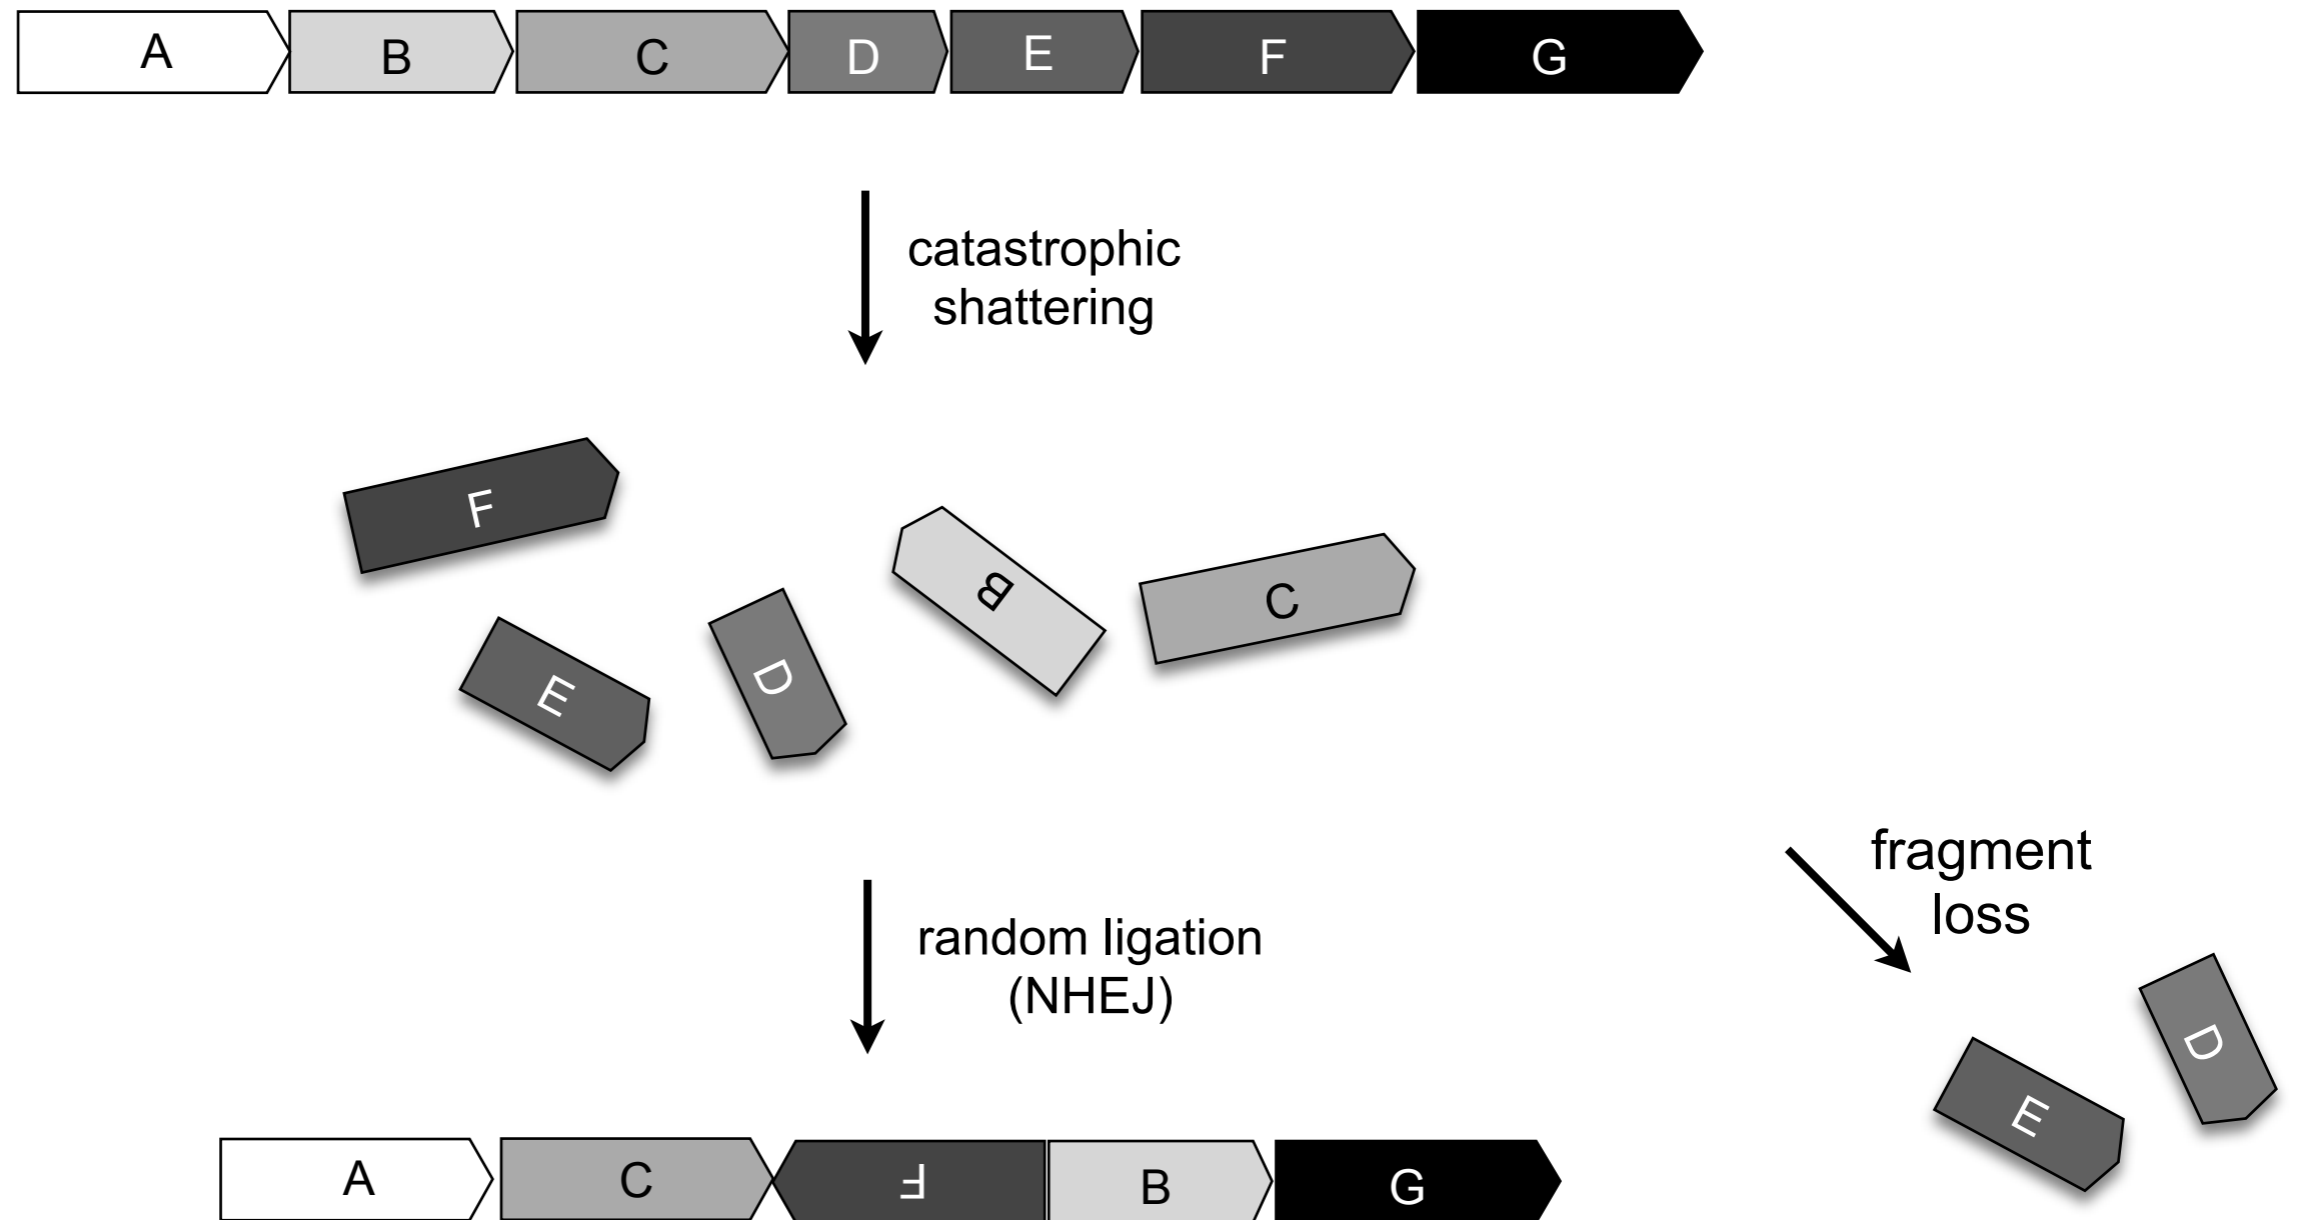 A B C D E F G
catastrophic
shattering
F
B
C
E
D
fragment
loss
random ligation
(NHEJ)
D
E
A C F B G